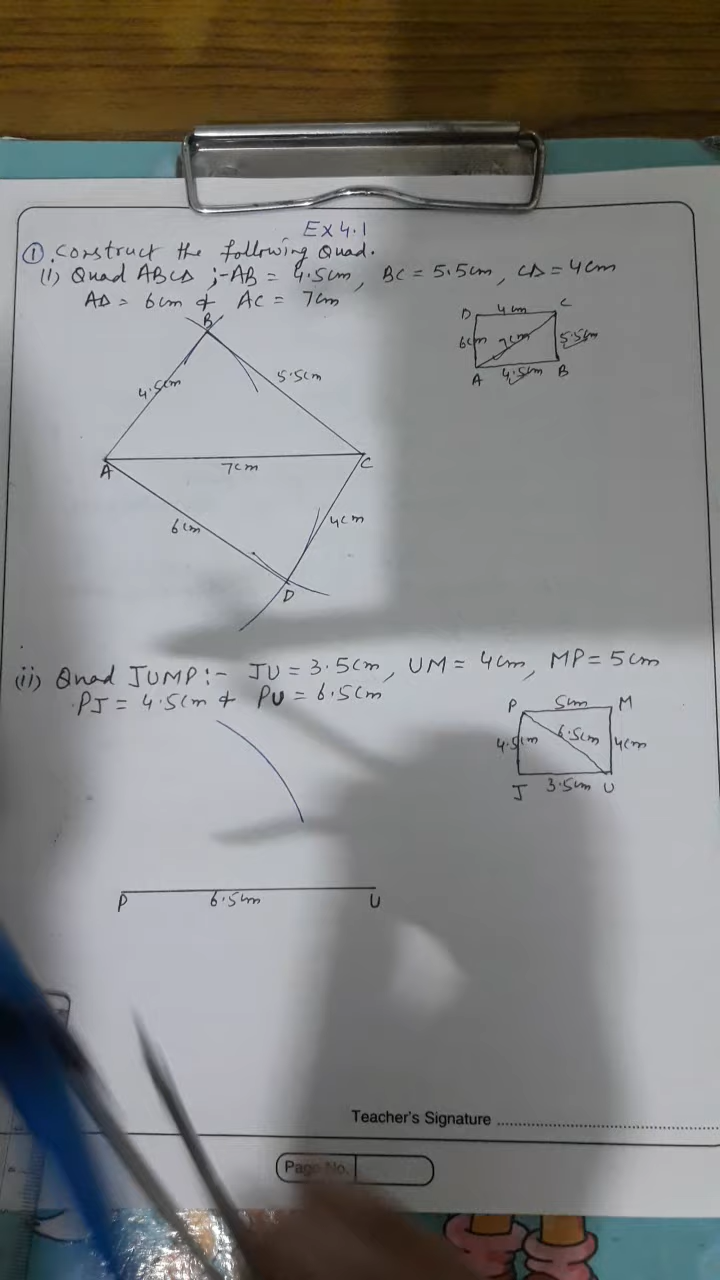 Ex 4.1
① Construct the following Quad.
(i) Quad ABCD :- AB = 4.5cm, BC = 5.5cm, CD = 4cm
AD = 6cm & AC = 7cm
B
4.5cm
5.5cm
A
7cm
C
6cm
4cm
D
D 4cm C
6cm 7cm 5.5cm
A 4.5cm B
(ii) Quad JUMP :- JU = 3.5cm, UM = 4cm, MP = 5cm
PJ = 4.5cm & PU = 6.5cm
P 5cm M
4.5cm 6.5cm 4cm
J 3.5cm U
P 6.5cm U
Teacher's Signature
Page No.